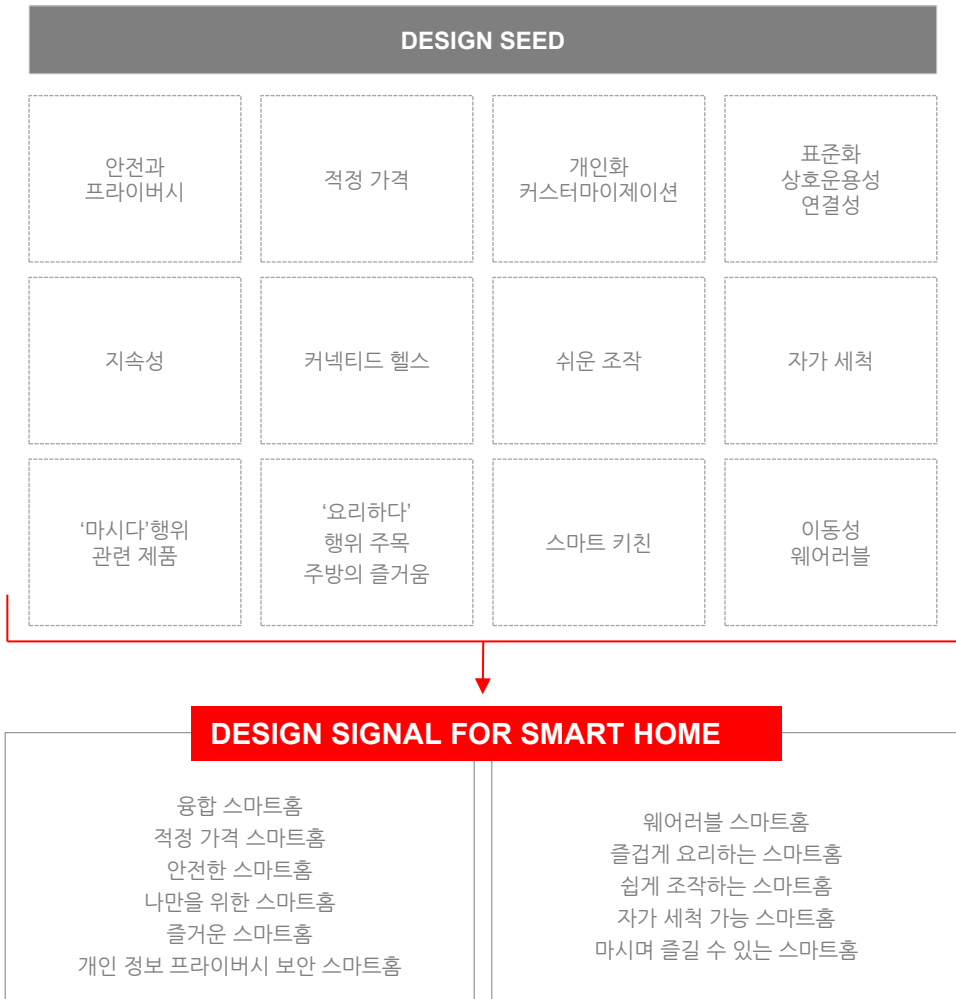 DESIGN SEED
안전과
프라이버시
적정 가격
개인화
커스터마이제이션
표준화
상호운용성
연결성
지속성
커넥티드 헬스
쉬운 조작
자가 세척
‘마시다’행위
관련 제품
‘요리하다’
행위 주목
주방의 즐거움
스마트 키친
이동성
웨어러블
DESIGN SIGNAL FOR SMART HOME
융합 스마트홈
적정 가격 스마트홈
안전한 스마트홈
나만을 위한 스마트홈
즐거운 스마트홈
개인 정보 프라이버시 보안 스마트홈
웨어러블 스마트홈
즐겁게 요리하는 스마트홈
쉽게 조작하는 스마트홈
자가 세척 가능 스마트홈
마시며 즐길 수 있는 스마트홈